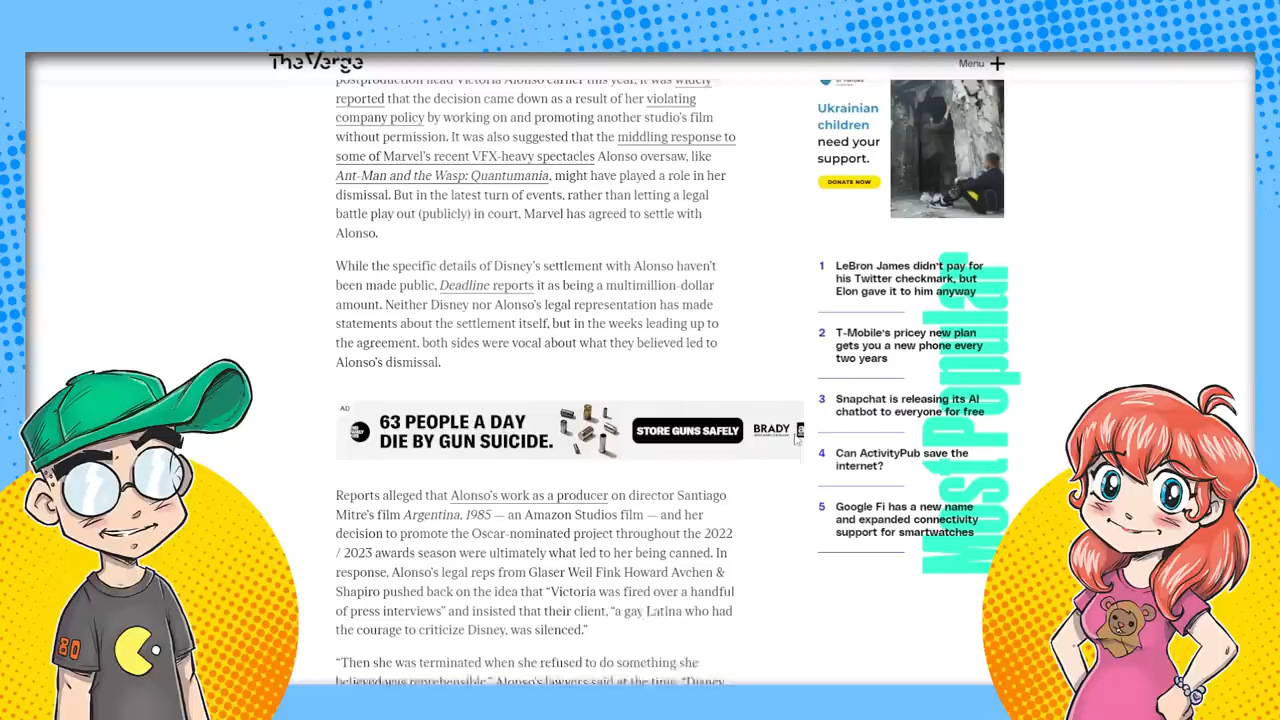 The Verge
Menu
postproduction head Victoria Alonso earlier this year, it was widely
reported that the decision came down as a result of her violating
company policy by working on and promoting another studio's film
without permission. It was also suggested that the middling response to
some of Marvel's recent VFX-heavy spectacles Alonso oversaw, like
Ant-Man and the Wasp: Quantumania, might have played a role in her
dismissal. But in the latest turn of events, rather than letting a legal
battle play out (publicly) in court, Marvel has agreed to settle with
Alonso.
While the specific details of Disney's settlement with Alonso haven't
been made public, Deadline reports it as being a multimillion-dollar
amount. Neither Disney nor Alonso's legal representation has made
statements about the settlement itself, but in the weeks leading up to
the agreement, both sides were vocal about what they believed led to
Alonso's dismissal.
AD
63 PEOPLE A DAY
DIE BY GUN SUICIDE.
STORE GUNS SAFELY
BRADY
Reports alleged that Alonso's work as a producer on director Santiago
Mitre's film Argentina, 1985 — an Amazon Studios film — and her
decision to promote the Oscar-nominated project throughout the 2022
/ 2023 awards season were ultimately what led to her being canned. In
response, Alonso's legal reps from Glaser Weil Fink Howard Avchen &
Shapiro pushed back on the idea that "Victoria was fired over a handful
of press interviews" and insisted that their client, "a gay Latina who had
the courage to criticize Disney, was silenced."
"Then she was terminated when she refused to do something she
believed was reprehensible," Alonso's lawyers said at the time. "Disney
Ukrainian
children
need your
support.
DONATE NOW
Most Popular
1 LeBron James didn't pay for
his Twitter checkmark, but
Elon gave it to him anyway
2 T-Mobile's pricey new plan
gets you a new phone every
two years
3 Snapchat is releasing its AI
chatbot to everyone for free
4 Can ActivityPub save the
internet?
5 Google Fi has a new name
and expanded connectivity
support for smartwatches
80